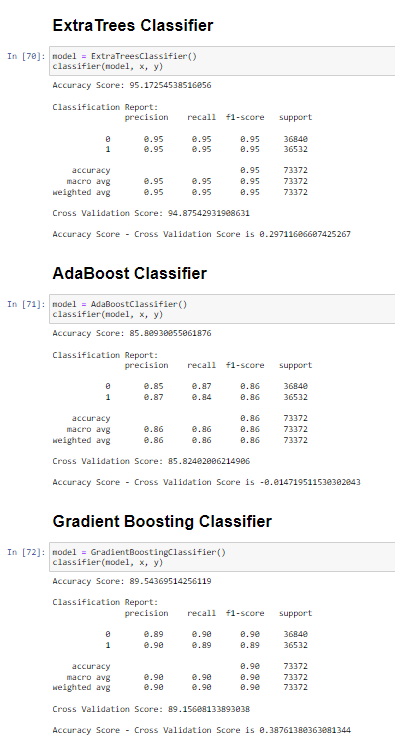 ExtraTrees Classifier
In [70]: model = ExtraTreesClassifier()
classifier(model, x, y)
Accuracy Score: 95.17254538516056
Classification Report:
precision recall f1-score support
0 0.95 0.95 0.95 36840
1 0.95 0.95 0.95 36532
accuracy 0.95 73372
macro avg 0.95 0.95 0.95 73372
weighted avg 0.95 0.95 0.95 73372
Cross Validation Score: 94.87542931908631
Accuracy Score - Cross Validation Score is 0.29711606607425267
AdaBoost Classifier
In [71]: model = AdaBoostClassifier()
classifier(model, x, y)
Accuracy Score: 85.80930055061876
Classification Report:
precision recall f1-score support
0 0.85 0.87 0.86 36840
1 0.87 0.84 0.86 36532
accuracy 0.86 73372
macro avg 0.86 0.86 0.86 73372
weighted avg 0.86 0.86 0.86 73372
Cross Validation Score: 85.82402006214906
Accuracy Score - Cross Validation Score is -0.014719511530302043
Gradient Boosting Classifier
In [72]: model = GradientBoostingClassifier()
classifier(model, x, y)
Accuracy Score: 89.54369514256119
Classification Report:
precision recall f1-score support
0 0.89 0.90 0.90 36840
1 0.90 0.89 0.89 36532
accuracy 0.90 73372
macro avg 0.90 0.90 0.90 73372
weighted avg 0.90 0.90 0.90 73372
Cross Validation Score: 89.15608133893038
Accuracy Score - Cross Validation Score is 0.38761380363081344